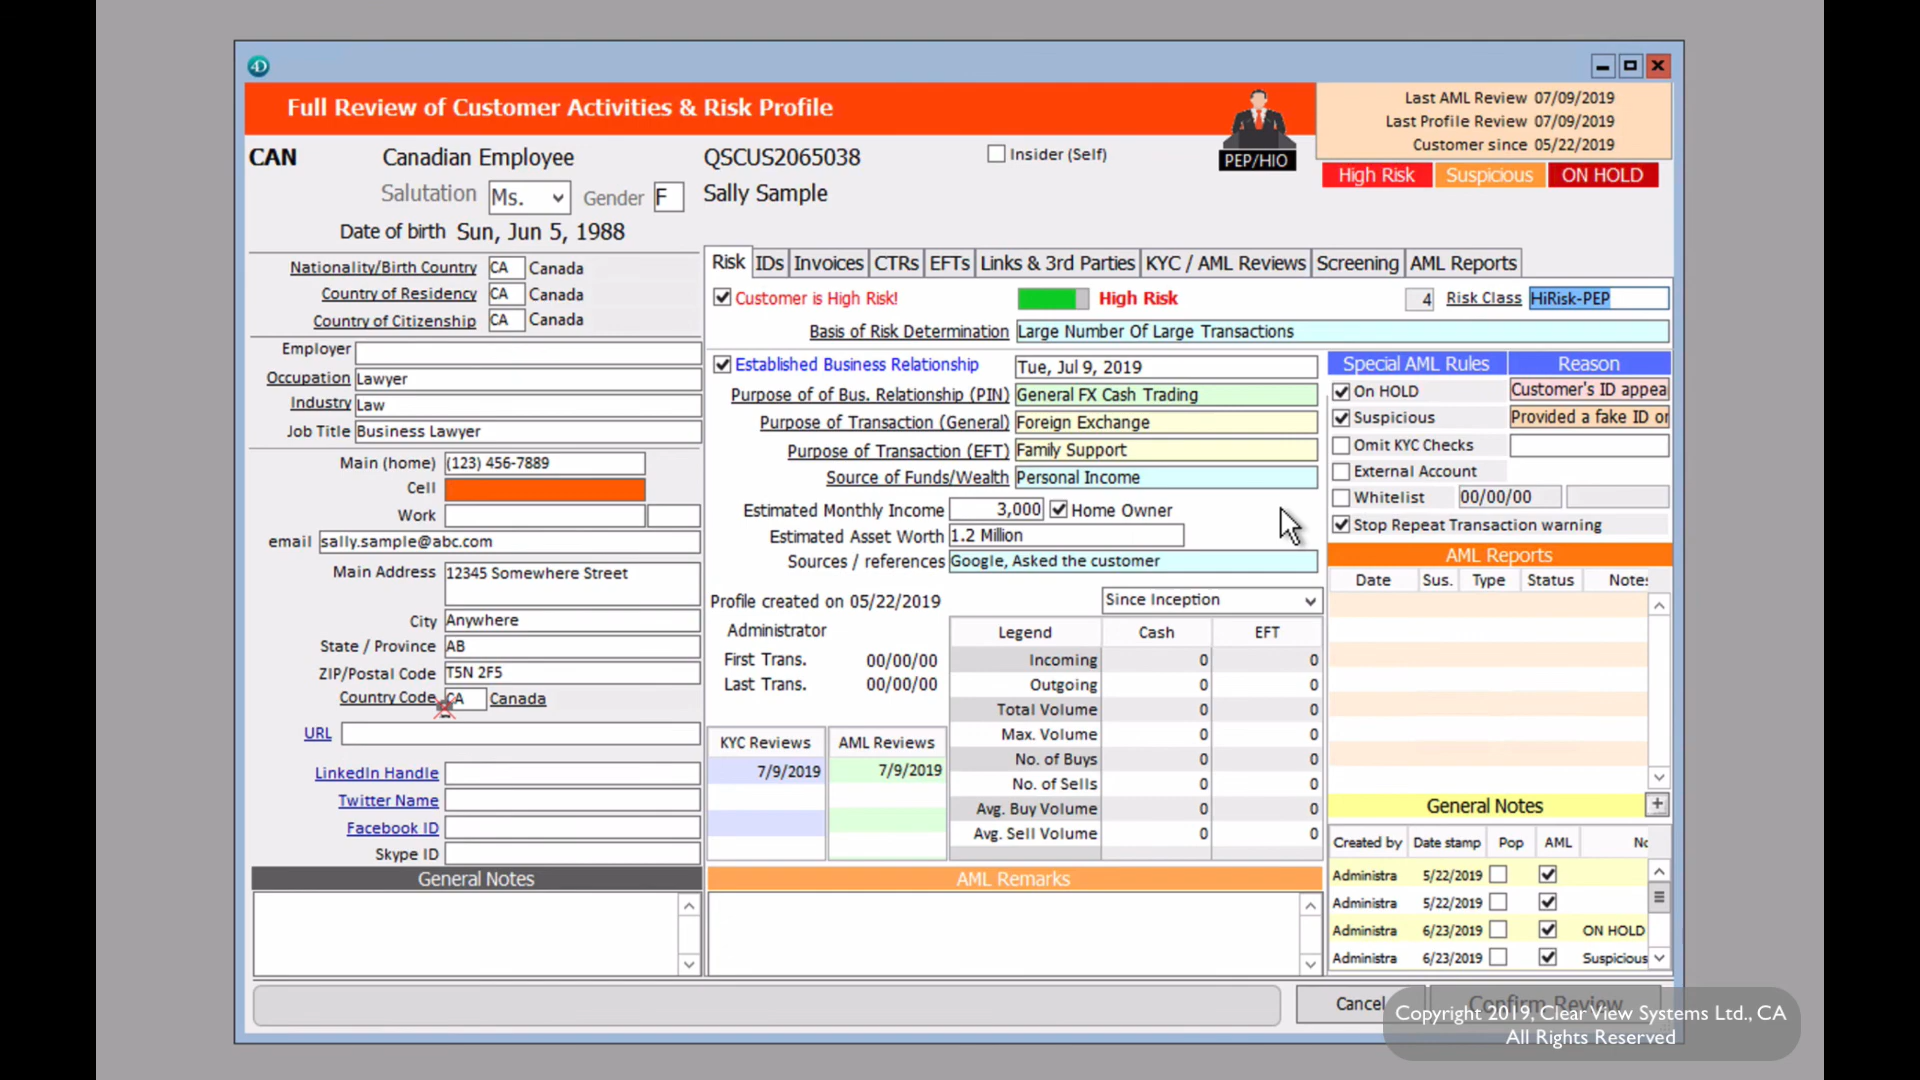 4D
Full Review of Customer Activities & Risk Profile
PEP/HIO
Last AML Review 07/09/2019
Last Profile Review 07/09/2019
Customer since 05/22/2019
High Risk Suspicious ON HOLD
CAN Canadian Employee QSCUS2065038 Insider (Self)
Salutation Ms. Gender F Sally Sample
Date of birth Sun, Jun 5, 1988
Nationality/Birth Country CA Canada
Country of Residency CA Canada
Country of Citizenship CA Canada
Employer
Occupation Lawyer
Industry Law
Job Title Business Lawyer
Main (home) (123) 456-7889
Cell
Work
email sally.sample@abc.com
Main Address 12345 Somewhere Street
City Anywhere
State / Province AB
ZIP/Postal Code T5N 2F5
Country Code CA Canada
URL
LinkedIn Handle
Twitter Name
Facebook ID
Skype ID
General Notes
Risk IDs Invoices CTRs EFTs Links & 3rd Parties KYC / AML Reviews Screening AML Reports
Customer is High Risk! High Risk 4 Risk Class HiRisk-PEP
Basis of Risk Determination Large Number Of Large Transactions
Established Business Relationship Tue, Jul 9, 2019
Purpose of of Bus. Relationship (PIN) General FX Cash Trading
Purpose of Transaction (General) Foreign Exchange
Purpose of Transaction (EFT) Family Support
Source of Funds/Wealth Personal Income
Estimated Monthly Income 3,000 Home Owner
Estimated Asset Worth 1.2 Million
Sources / references Google, Asked the customer
Profile created on 05/22/2019 Since Inception
Administrator
First Trans. 00/00/00
Last Trans. 00/00/00
Legend Cash EFT
Incoming 0 0
Outgoing 0 0
Total Volume 0 0
Max. Volume 0 0
No. of Buys 0 0
No. of Sells 0 0
Avg. Buy Volume 0 0
Avg. Sell Volume 0 0
KYC Reviews AML Reviews
7/9/2019 7/9/2019
AML Remarks
Special AML Rules Reason
On HOLD Customer's ID appea
Suspicious Provided a fake ID or
Omit KYC Checks
External Account
Whitelist 00/00/00
Stop Repeat Transaction warning
AML Reports
Date Sus. Type Status Notes
General Notes +
Created by Date stamp Pop AML No
Administra 5/22/2019
Administra 5/22/2019
Administra 6/23/2019 ON HOLD
Administra 6/23/2019 Suspicious
Cancel Confirm Review
Copyright 2019, Clear View Systems Ltd., CA
All Rights Reserved